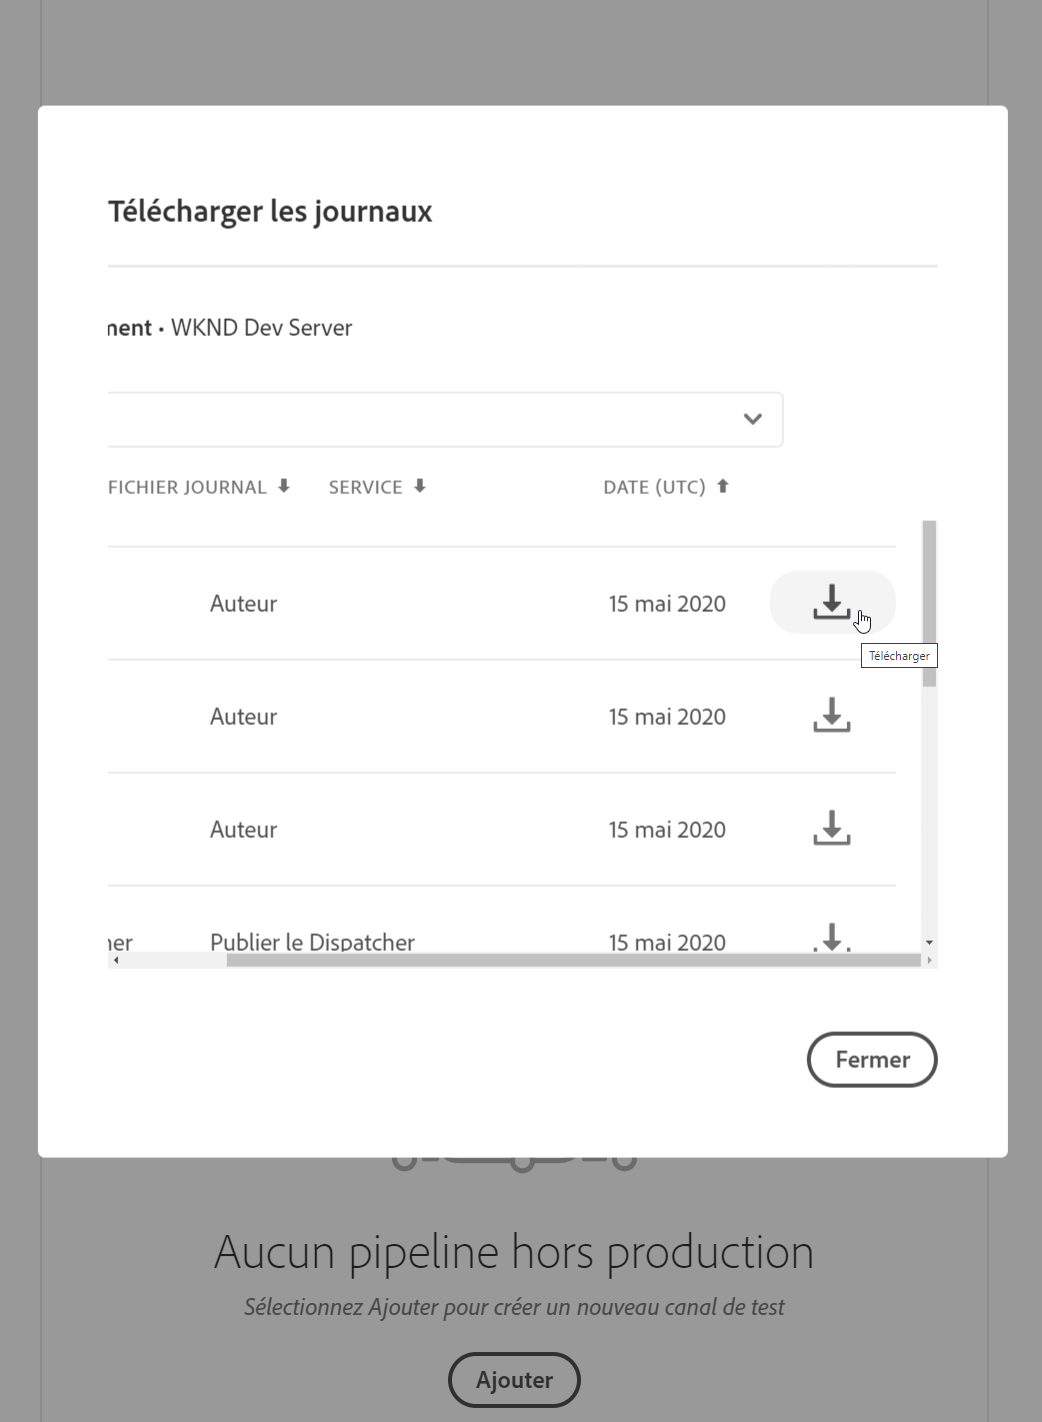 Télécharger les journaux
ment • WKND Dev Server
FICHIER JOURNAL SERVICE DATE (UTC)
Auteur 15 mai 2020
Télécharger
Auteur 15 mai 2020
Auteur 15 mai 2020
her Publier le Dispatcher 15 mai 2020
Fermer
Aucun pipeline hors production
Sélectionnez Ajouter pour créer un nouveau canal de test
Ajouter